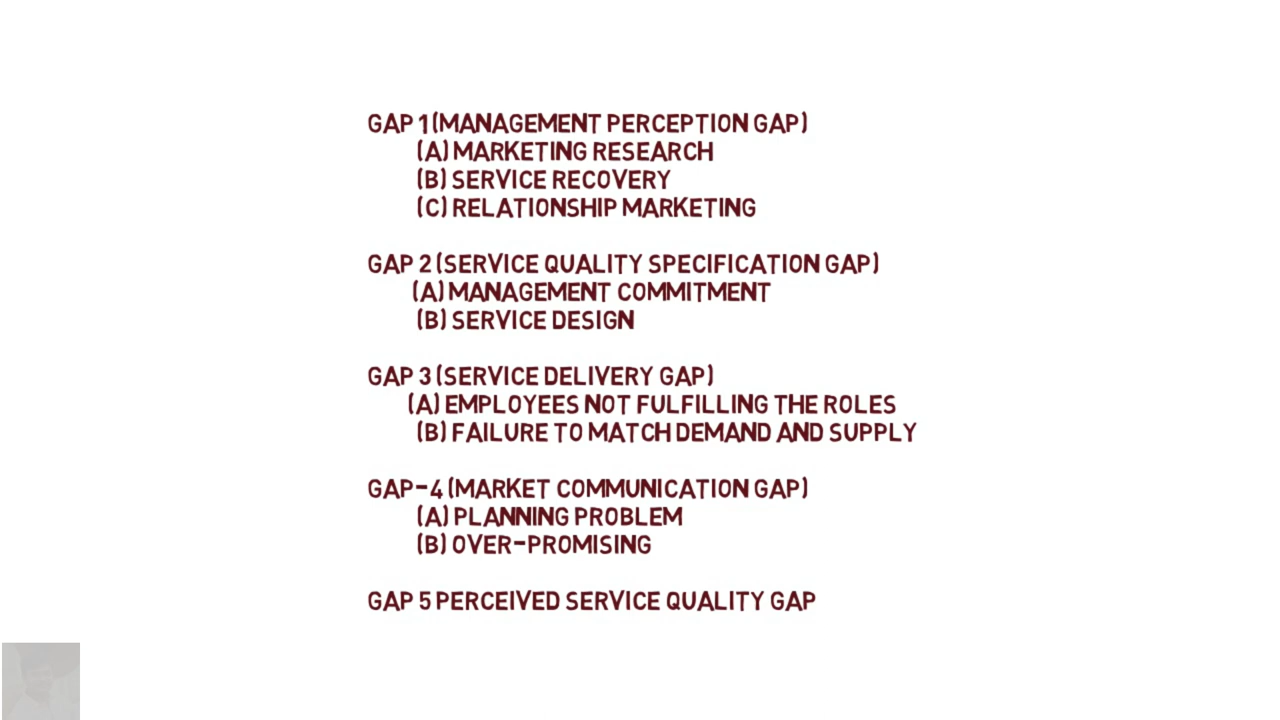 GAP 1 (MANAGEMENT PERCEPTION GAP)
(A) MARKETING RESEARCH
(B) SERVICE RECOVERY
(C) RELATIONSHIP MARKETING
GAP 2 (SERVICE QUALITY SPECIFICATION GAP)
(A) MANAGEMENT COMMITMENT
(B) SERVICE DESIGN
GAP 3 (SERVICE DELIVERY GAP)
(A) EMPLOYEES NOT FULFILLING THE ROLES
(B) FAILURE TO MATCH DEMAND AND SUPPLY
GAP-4 (MARKET COMMUNICATION GAP)
(A) PLANNING PROBLEM
(B) OVER-PROMISING
GAP 5 PERCEIVED SERVICE QUALITY GAP